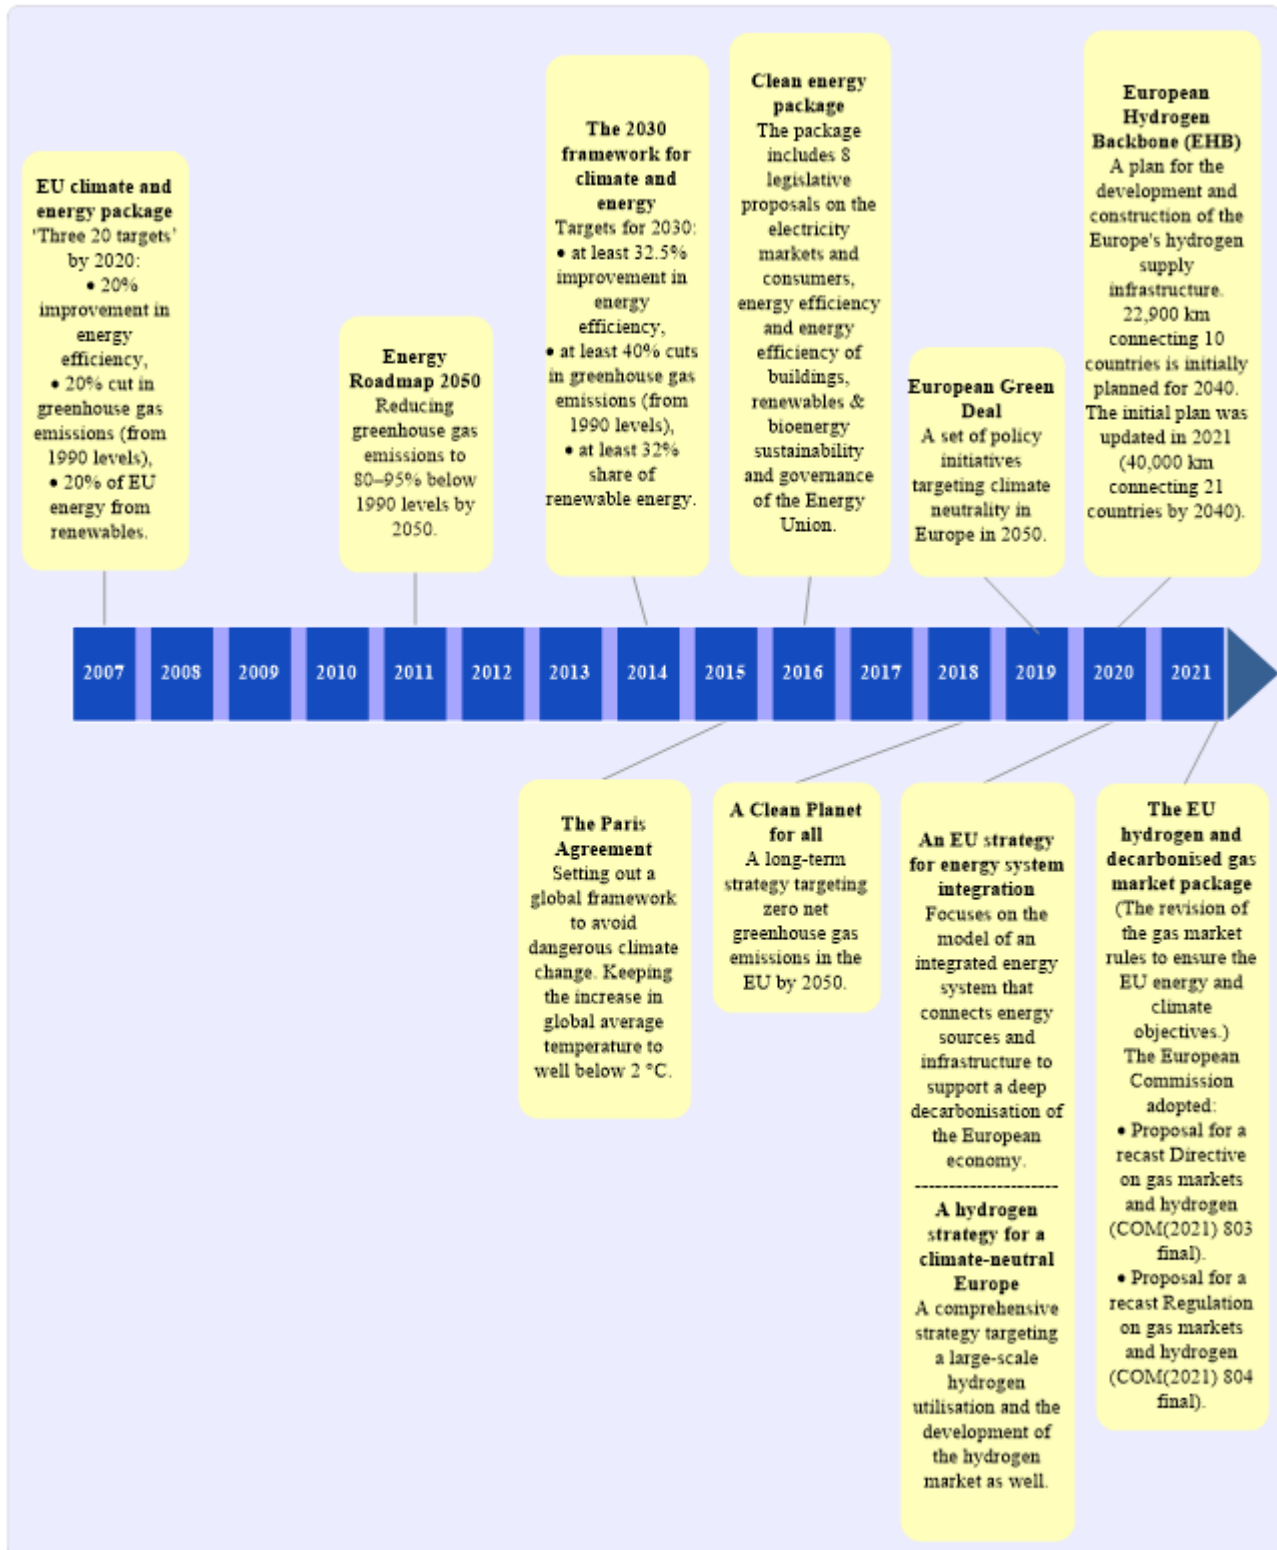 EU climate and
energy package
'Three 20 targets'
by 2020:
• 20%
improvement in
energy
efficiency,
• 20% cut in
greenhouse gas
emissions (from
1990 levels),
• 20% of EU
energy from
renewables.
Energy
Roadmap 2050
Reducing
greenhouse gas
emissions to
80–95% below
1990 levels by
2050.
The 2030
framework for
climate and
energy
Targets for 2030:
• at least 32.5%
improvement in
energy
efficiency,
• at least 40% cuts
in greenhouse gas
emissions (from
1990 levels),
• at least 32%
share of
renewable energy.
Clean energy
package
The package
includes 8
legislative
proposals on the
electricity
markets and
consumers,
energy efficiency
and energy
efficiency of
buildings,
renewables &
bioenergy
sustainability
and governance
of the Energy
Union.
European Green
Deal
A set of policy
initiatives
targeting climate
neutrality in
Europe in 2050.
European
Hydrogen
Backbone (EHB)
A plan for the
development and
construction of the
Europe's hydrogen
supply
infrastructure.
22,900 km
connecting 10
countries is initially
planned for 2040.
The initial plan was
updated in 2021
(40,000 km
connecting 21
countries by 2040).
2007 2008 2009 2010 2011 2012 2013 2014 2015 2016 2017 2018 2019 2020 2021
The Paris
Agreement
Setting out a
global framework
to avoid
dangerous climate
change. Keeping
the increase in
global average
temperature to
well below 2 °C.
A Clean Planet
for all
A long-term
strategy targeting
zero net
greenhouse gas
emissions in the
EU by 2050.
An EU strategy
for energy system
integration
Focuses on the
model of an
integrated energy
system that
connects energy
sources and
infrastructure to
support a deep
decarbonisation of
the European
economy.
---------------------
A hydrogen
strategy for a
climate-neutral
Europe
A comprehensive
strategy targeting
a large-scale
hydrogen
utilisation and the
development of
the hydrogen
market as well.
The EU
hydrogen and
decarbonised gas
market package
(The revision of
the gas market
rules to ensure the
EU energy and
climate
objectives.)
The European
Commission
adopted:
• Proposal for a
recast Directive
on gas markets
and hydrogen
(COM(2021) 803
final).
• Proposal for a
recast Regulation
on gas markets
and hydrogen
(COM(2021) 804
final).